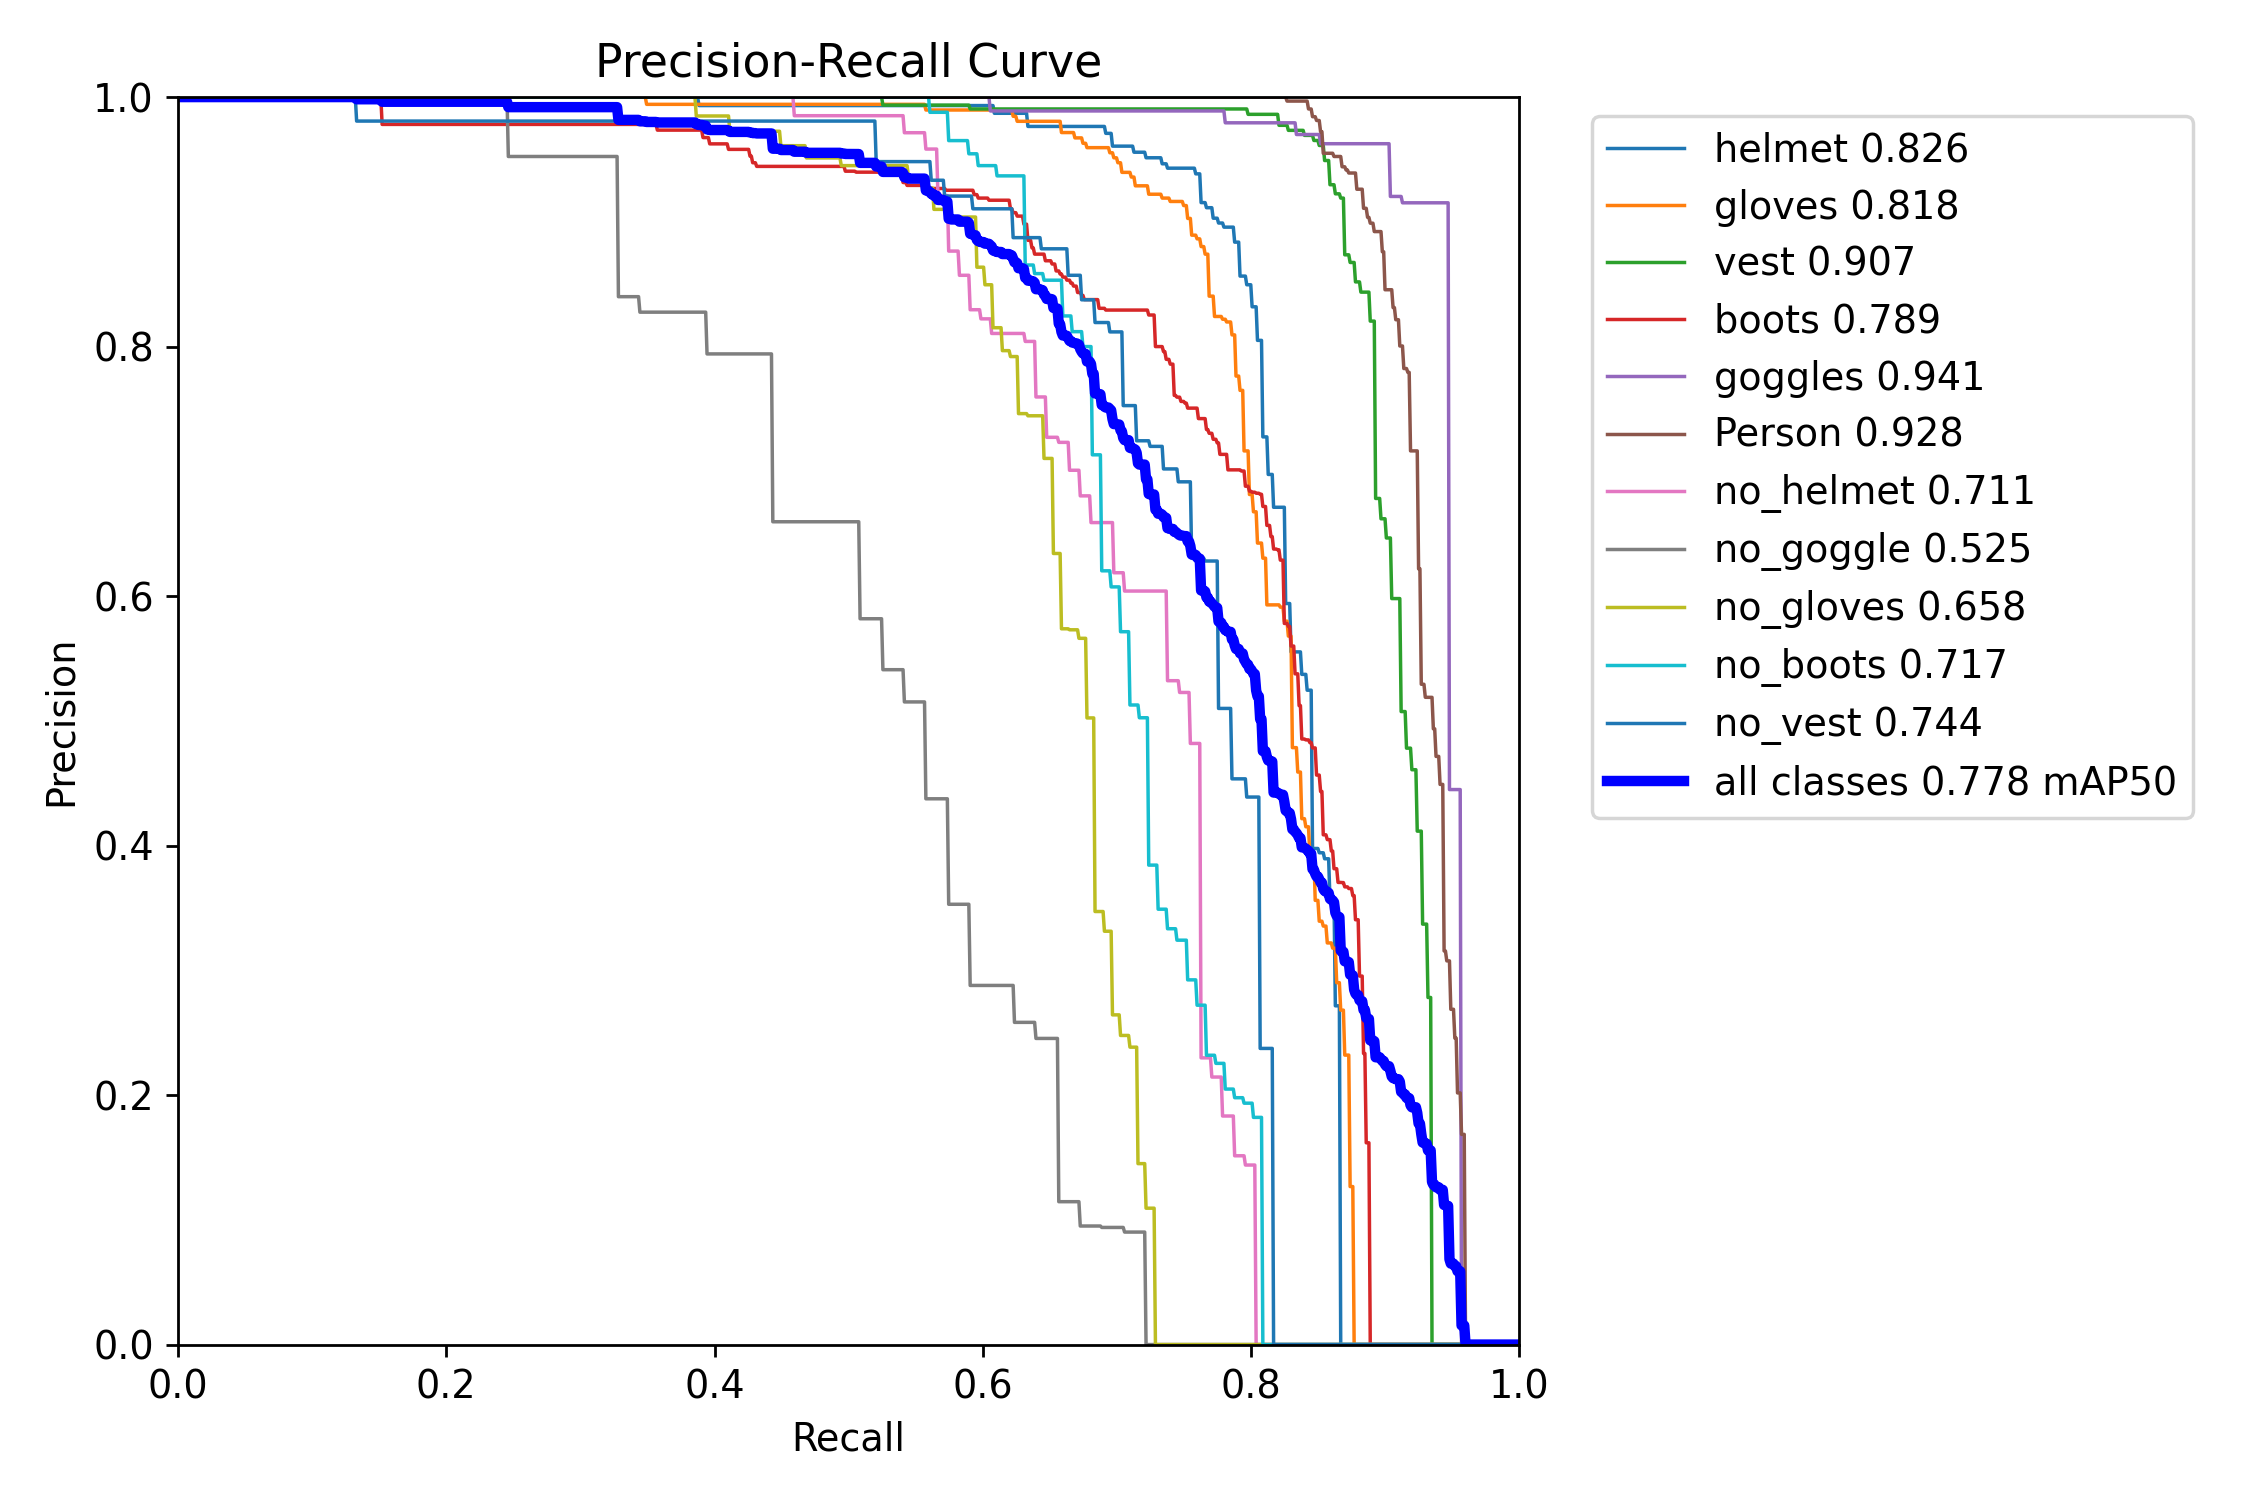 Precision-Recall Curve
1.0
0.8
0.6
0.4
0.2
0.0
Precision
0.0 0.2 0.4 0.6 0.8 1.0
Recall
helmet 0.826
gloves 0.818
vest 0.907
boots 0.789
goggles 0.941
Person 0.928
no_helmet 0.711
no_goggle 0.525
no_gloves 0.658
no_boots 0.717
no_vest 0.744
all classes 0.778 mAP50